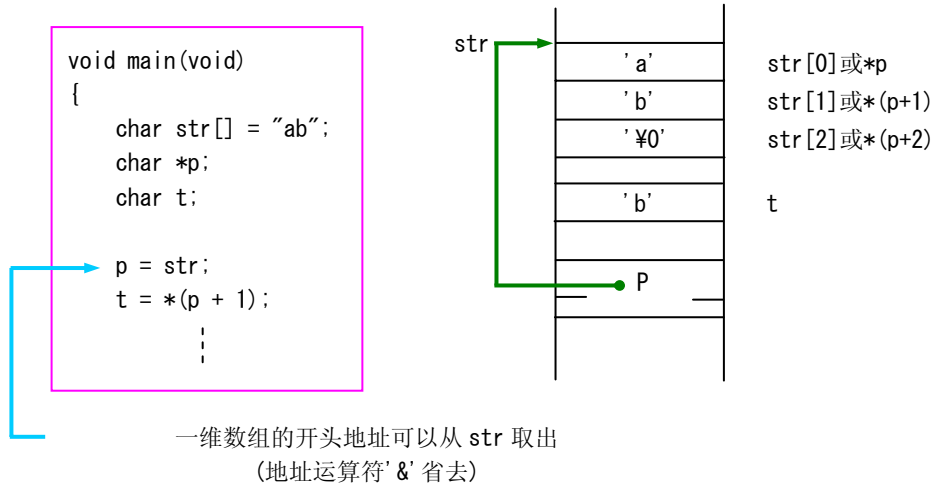 void main(void)
{
char str[] = "ab";
char *p;
char t;
p = str;
t = *(p + 1);
str
'a'
str[0]或*p
'b'
str[1]或*(p+1)
'¥0'
str[2]或*(p+2)
'b'
t
P
一维数组的开头地址可以从 str 取出
(地址运算符'&'省去)